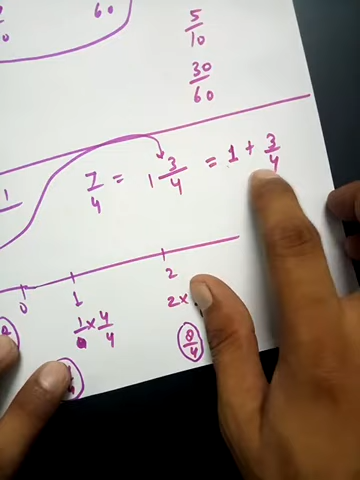 60
5/10
30/60
7/4 = 1 3/4 = 1 + 3/4
0 1 2
1 × 4/4
2 ×
8/4